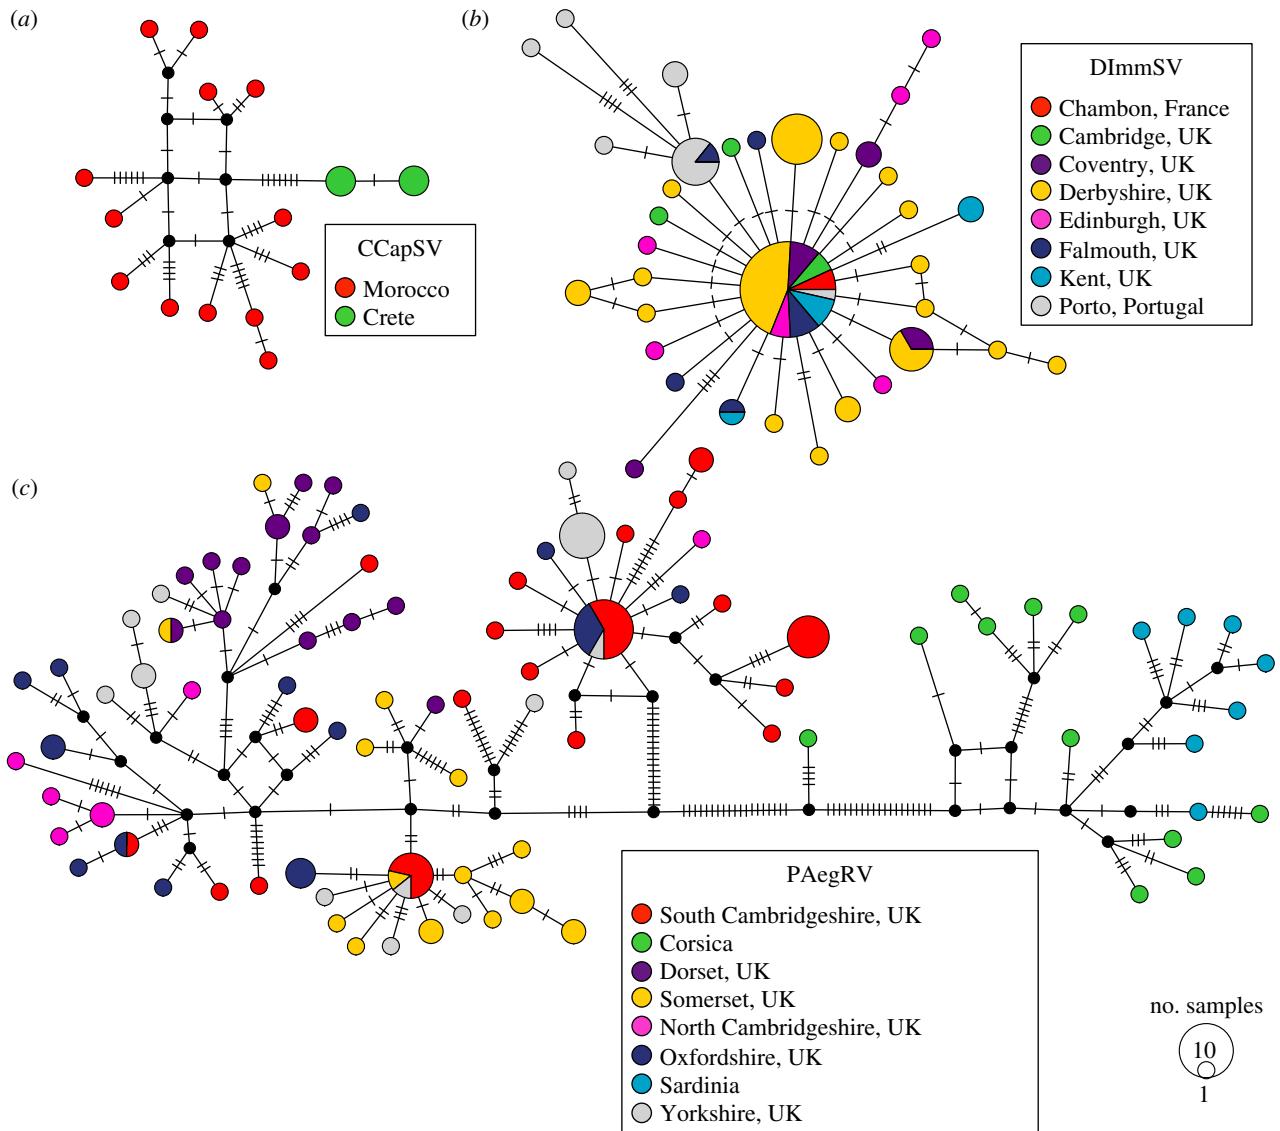 (a)
(b)
DImmSV
Chambon, France
Cambridge, UK
Coventry, UK
Derbyshire, UK
Edinburgh, UK
Falmouth, UK
Kent, UK
Porto, Portugal
CCapSV
Morocco
Crete
(c)
PAegRV
South Cambridgeshire, UK
Corsica
Dorset, UK
Somerset, UK
North Cambridgeshire, UK
Oxfordshire, UK
Sardinia
Yorkshire, UK
no. samples
10
1